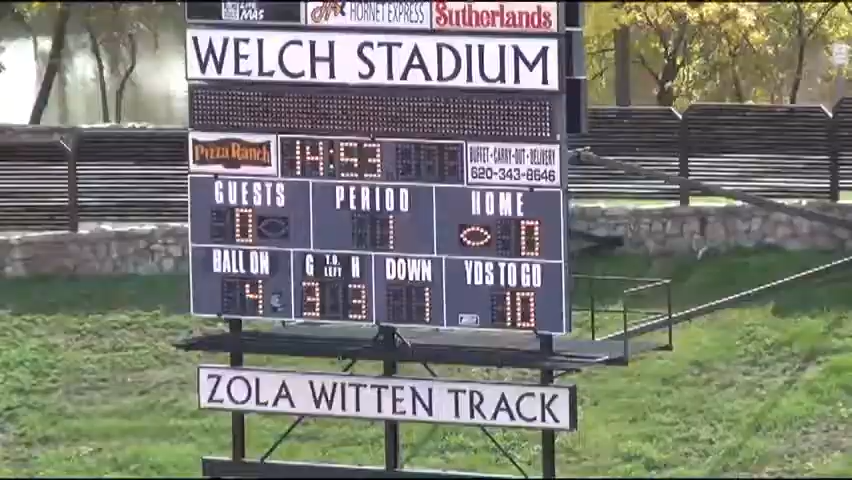 MAS
HORNET EXPRESS
Sutherlands
WELCH STADIUM
Pizza Ranch
14:53
BUFFET • CARRY-OUT • DELIVERY
620-343-8646
GUESTS PERIOD HOME
0 1 0
BALL ON G T.O. LEFT H DOWN YDS TO GO
4 3 3 1 10
ZOLA WITTEN TRACK